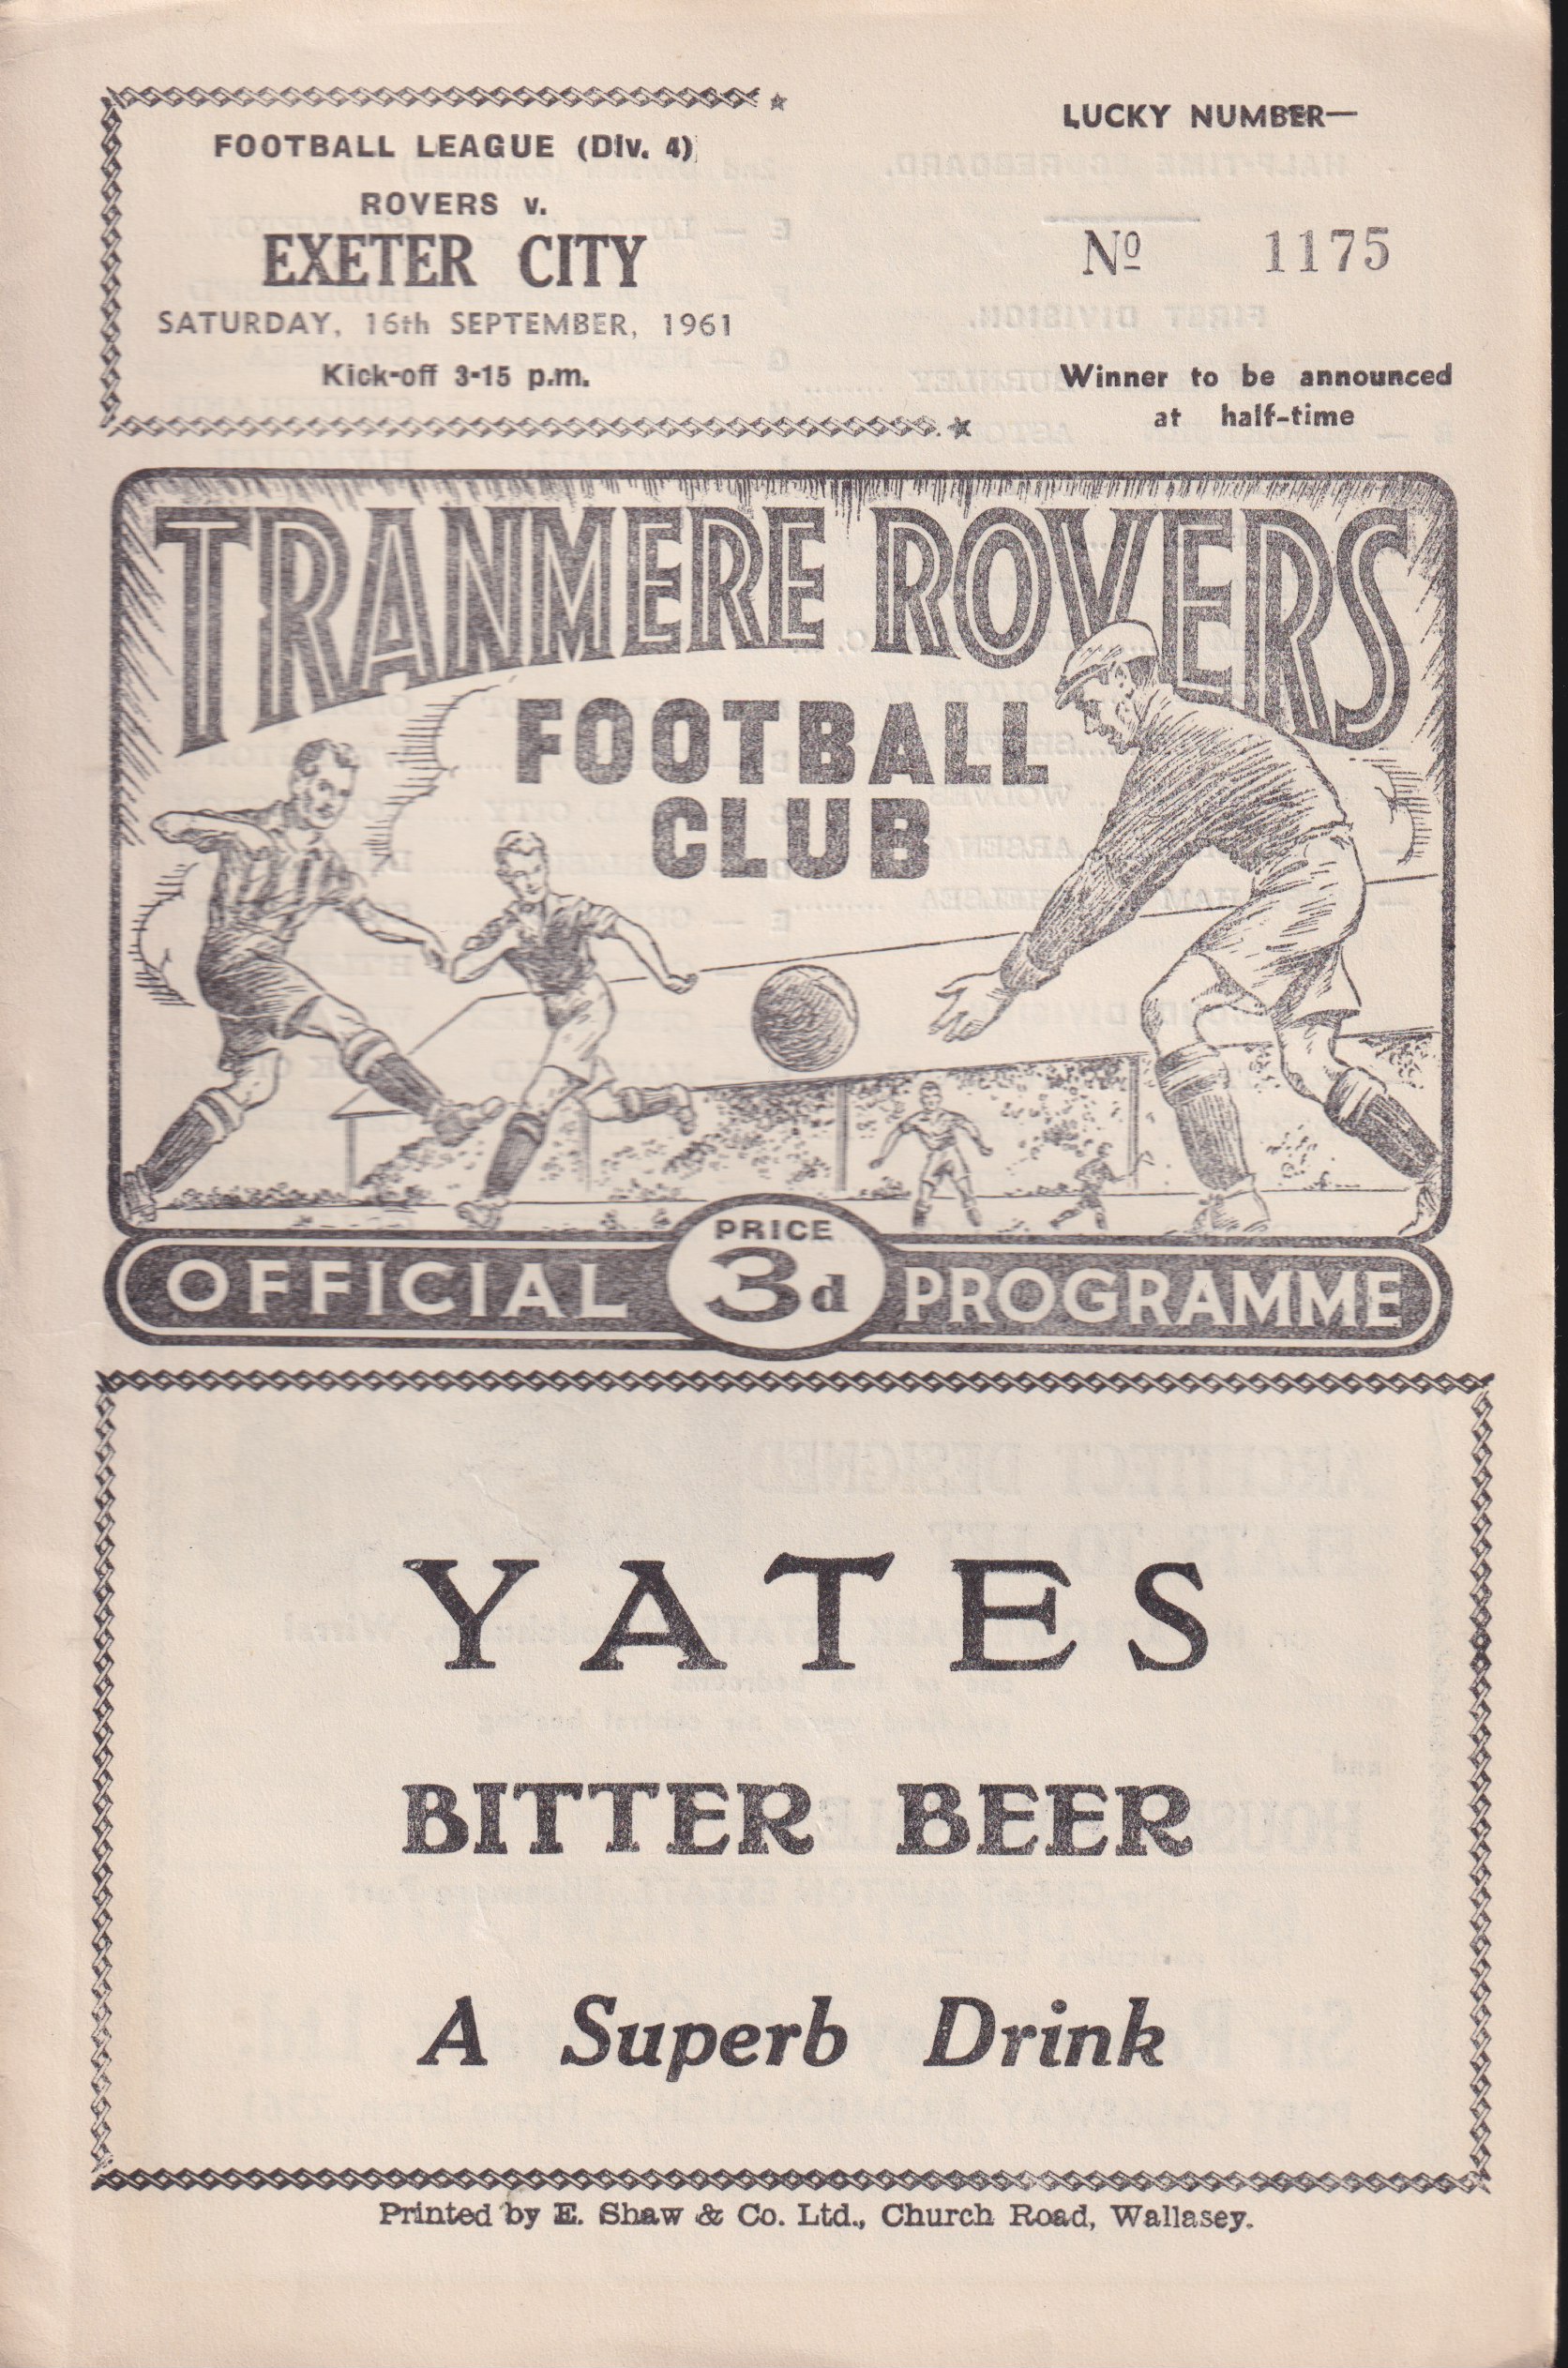 FOOTBALL LEAGUE (Div. 4)
ROVERS v.
EXETER CITY
SATURDAY, 16th SEPTEMBER, 1961
Kick-off 3-15 p.m.
LUCKY NUMBER—
Nº 1175
Winner to be announced
at half-time
TRANMERE ROVERS
FOOTBALL
CLUB
PRICE
3d
OFFICIAL PROGRAMME
YATES
BITTER BEER
A Superb Drink
Printed by E. Shaw & Co. Ltd., Church Road, Wallasey.